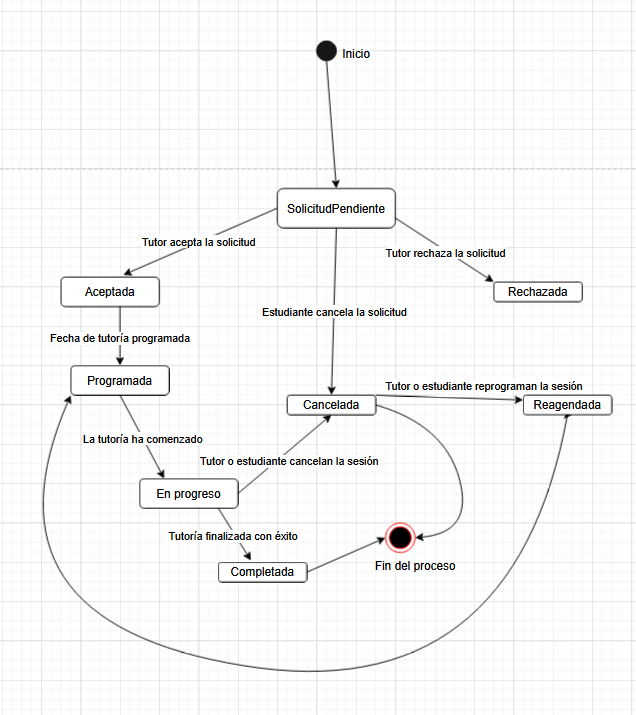 Inicio
SolicitudPendiente
Tutor acepta la solicitud
Tutor rechaza la solicitud
Aceptada
Rechazada
Estudiante cancela la solicitud
Fecha de tutoría programada
Programada
Tutor o estudiante reprograman la sesión
Cancelada
Reagendada
La tutoría ha comenzado
Tutor o estudiante cancelan la sesión
En progreso
Tutoría finalizada con éxito
Fin del proceso
Completada